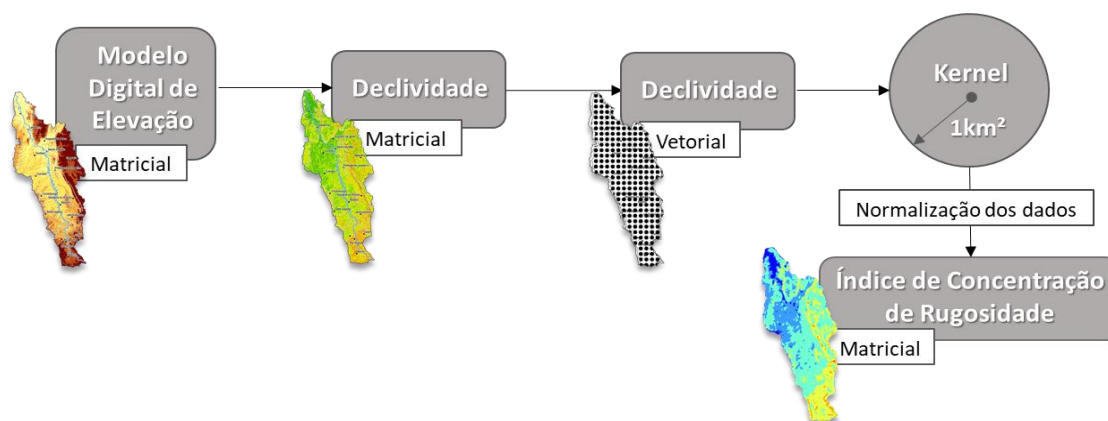 Modelo
Digital de
Elevação
Matricial
Declividade
Matricial
Declividade
Vetorial
Kernel
1km²
Normalização dos dados
Índice de Concentração
de Rugosidade
Matricial